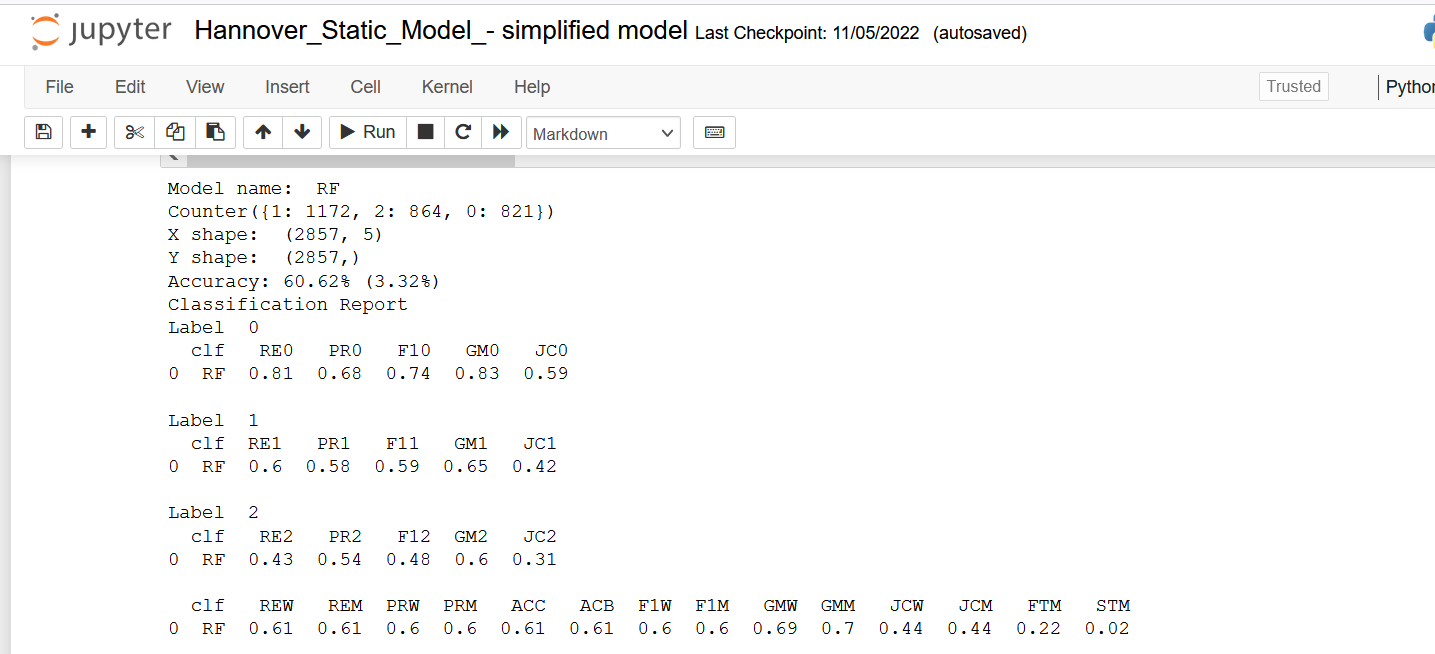 jupyter Hannover_Static_Model_- simplified model Last Checkpoint: 11/05/2022 (autosaved)
File Edit View Insert Cell Kernel Help Trusted
Run Markdown
Model name:  RF
Counter({1: 1172, 2: 864, 0: 821})
X shape:  (2857, 5)
Y shape:  (2857,)
Accuracy: 60.62% (3.32%)
Classification Report
Label  0
clf RE0 PR0 F10 GM0 JC0
0 RF 0.81 0.68 0.74 0.83 0.59
Label  1
clf RE1 PR1 F11 GM1 JC1
0 RF 0.6 0.58 0.59 0.65 0.42
Label  2
clf RE2 PR2 F12 GM2 JC2
0 RF 0.43 0.54 0.48 0.6 0.31
clf REW REM PRW PRM ACC ACB F1W F1M GMW GMM JCW JCM FTM STM
0 RF 0.61 0.61 0.6 0.6 0.61 0.61 0.6 0.6 0.69 0.7 0.44 0.44 0.22 0.02